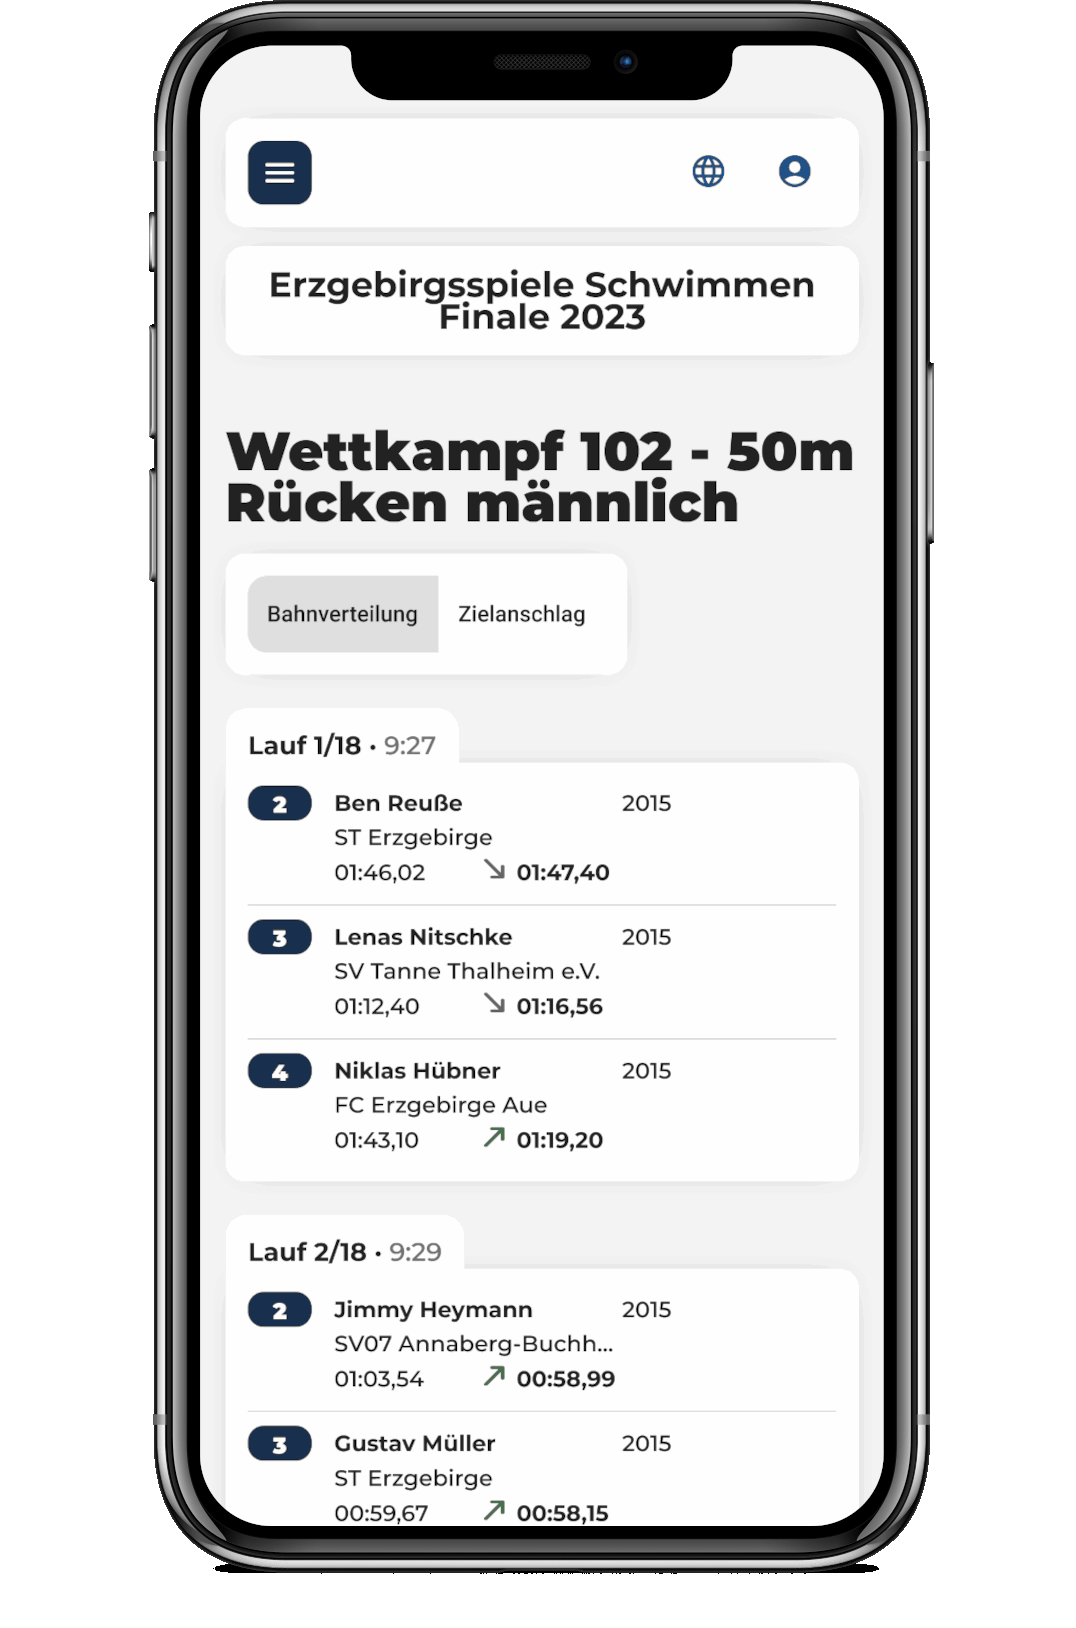 Erzgebirgsspiele Schwimmen
Finale 2023
Wettkampf 102 - 50m
Rücken männlich
Bahnverteilung Zielanschlag
Lauf 1/18 • 9:27
2 Ben Reuße 2015
ST Erzgebirge
01:46,02 ↘ 01:47,40
3 Lenas Nitschke 2015
SV Tanne Thalheim e.V.
01:12,40 ↘ 01:16,56
4 Niklas Hübner 2015
FC Erzgebirge Aue
01:43,10 ↗ 01:19,20
Lauf 2/18 • 9:29
2 Jimmy Heymann 2015
SV07 Annaberg-Buchh...
01:03,54 ↗ 00:58,99
3 Gustav Müller 2015
ST Erzgebirge
00:59,67 ↗ 00:58,15